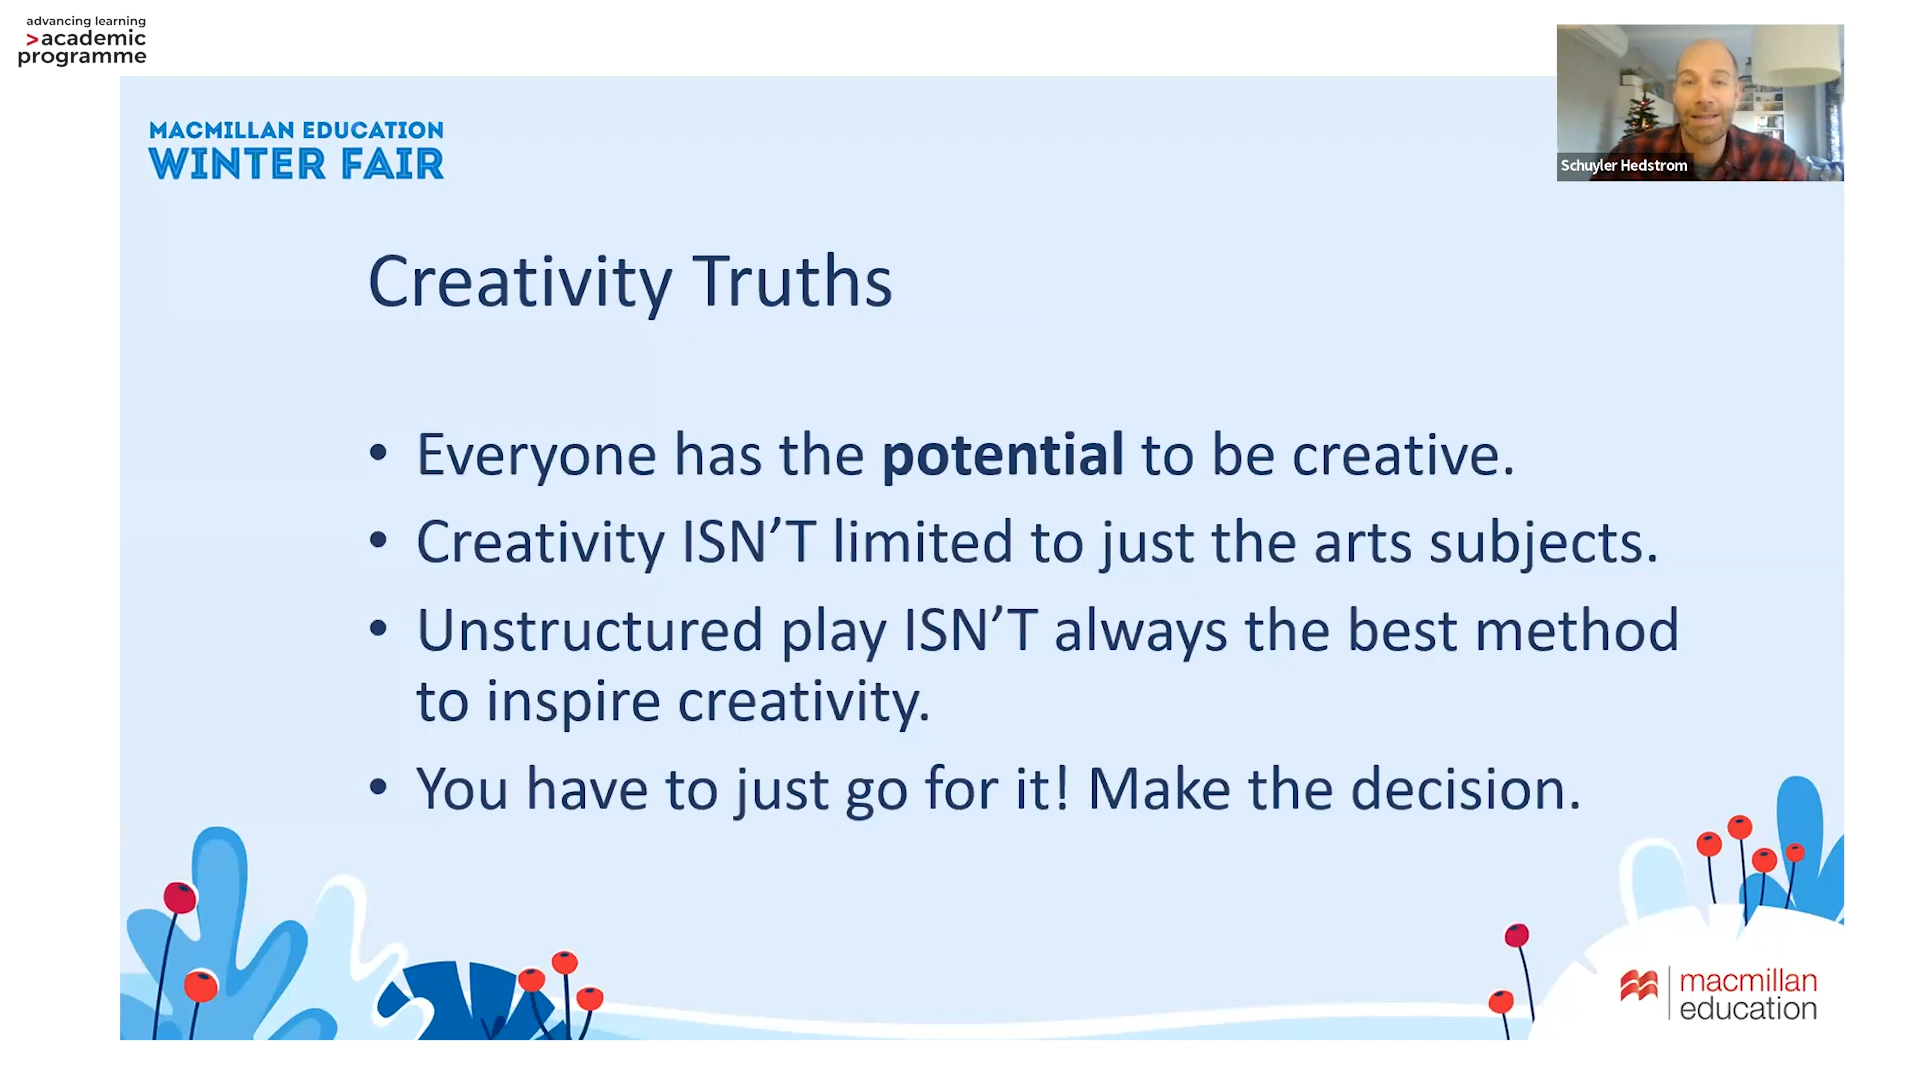 advancing learning
>academic
programme
MACMILLAN EDUCATION
WINTER FAIR
Schuyler Hedstrom
Creativity Truths
• Everyone has the potential to be creative.
• Creativity ISN’T limited to just the arts subjects.
• Unstructured play ISN’T always the best method
to inspire creativity.
• You have to just go for it! Make the decision.
macmillan
education